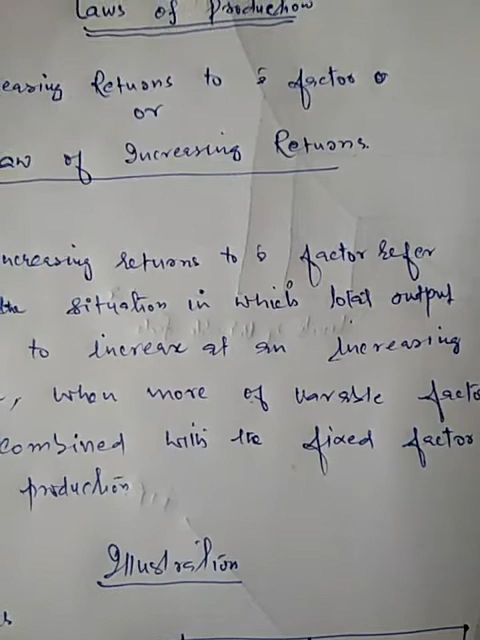 Laws of Production
easing Returns to a factor
or
aw of Increasing Returns.
ncreasing returns to a factor refer
the situation in which total output
to increase at an increasing
, when more of variable facto
combined with the fixed factor
production
Illustration